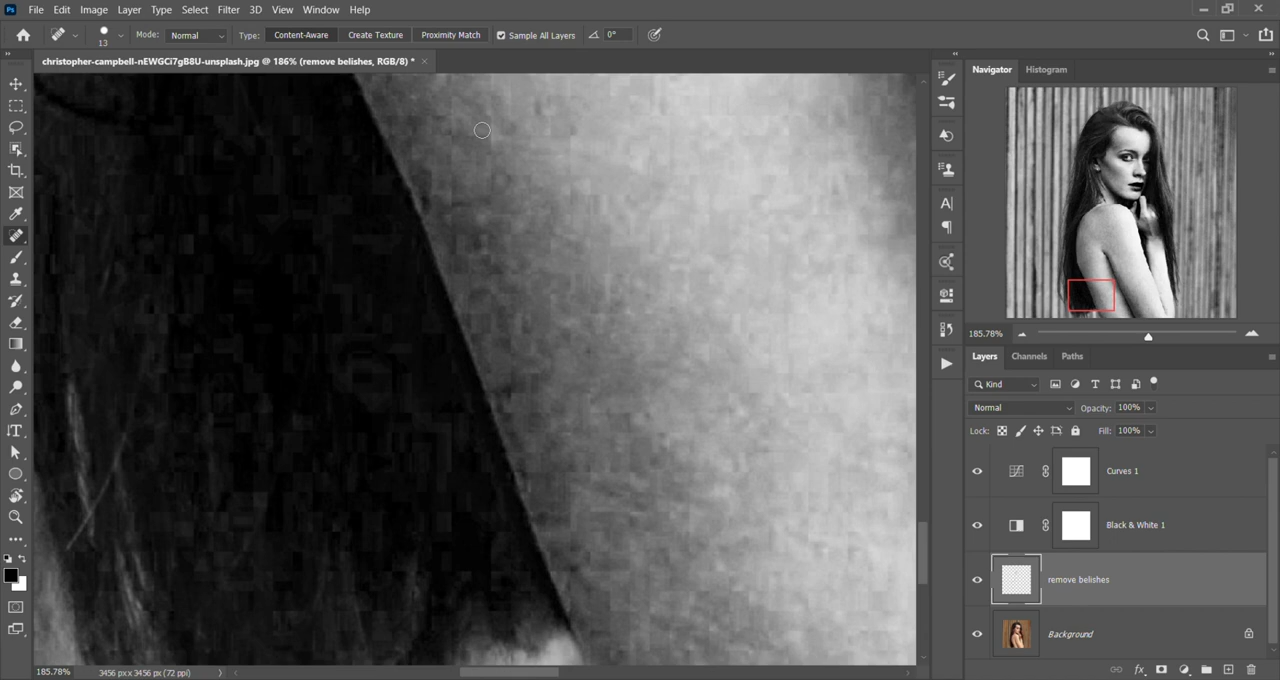 Ps File Edit Image Layer Type Select Filter 3D View Window Help
13 Mode: Normal Type: Content-Aware Create Texture Proximity Match Sample All Layers 0°
christopher-campbell-nEWGCi7gB8U-unsplash.jpg @ 186% (remove belishes, RGB/8) *
Navigator Histogram
185.78%
Layers Channels Paths
Kind
Normal Opacity: 100%
Lock: Fill: 100%
Curves 1
Black & White 1
remove belishes
Background
185.78% 3456 px x 3456 px (72 ppi)